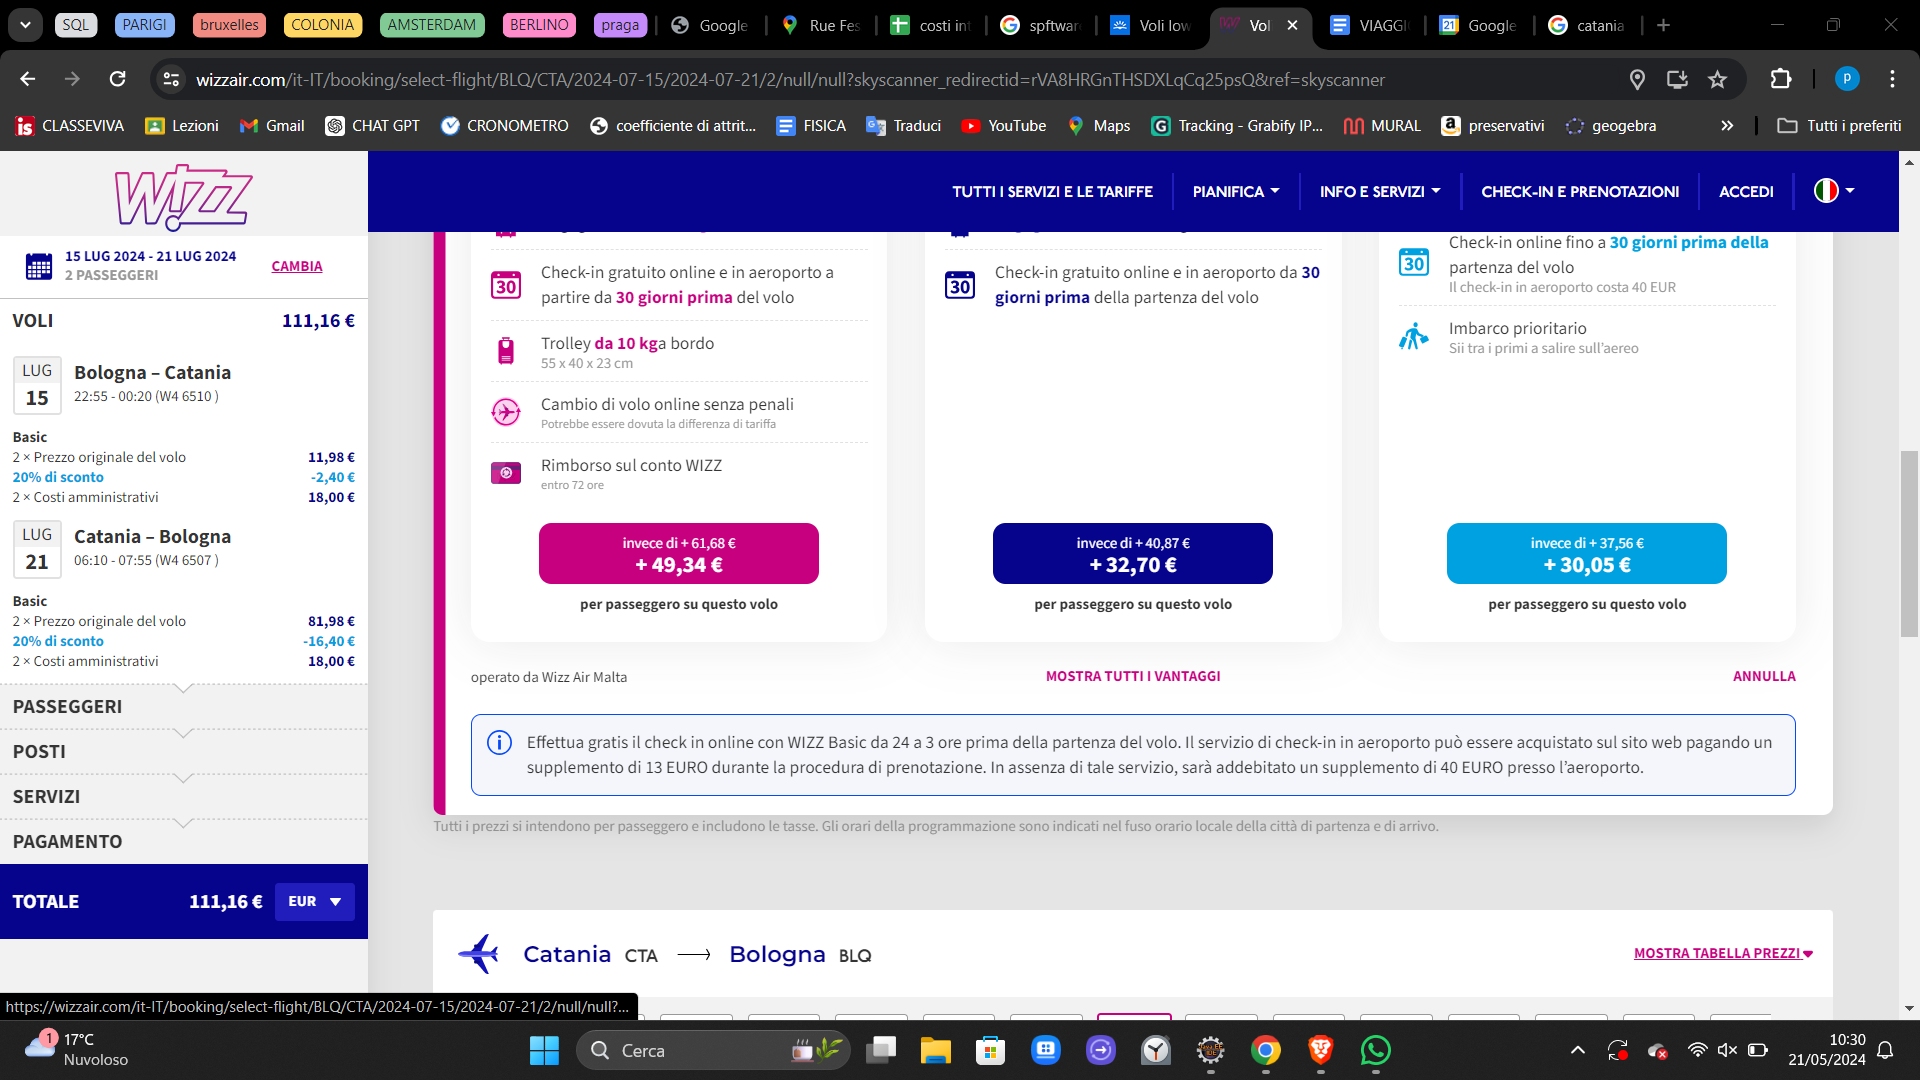 SQL
PARIGI
bruxelles
COLONIA
AMSTERDAM
BERLINO
praga
Google
Rue Fes
costi int
spftwar
Voli low
Vol
VIAGGI
Google
catania
wizzair.com/it-IT/booking/select-flight/BLQ/CTA/2024-07-15/2024-07-21/2/null/null?skyscanner_redirectid=rVA8HRGnTHSDXLqCq25psQ&ref=skyscanner
p
CLASSEVIVA
Lezioni
Gmail
CHAT GPT
CRONOMETRO
coefficiente di attrit...
FISICA
Traduci
YouTube
Maps
Tracking - Grabify IP...
MURAL
preservativi
geogebra
Tutti i preferiti
WIZZ
TUTTI I SERVIZI E LE TARIFFE
PIANIFICA
INFO E SERVIZI
CHECK-IN E PRENOTAZIONI
ACCEDI
15 LUG 2024 - 21 LUG 2024
2 PASSEGGERI
CAMBIA
VOLI 111,16 €
LUG
15
Bologna – Catania
22:55 - 00:20 (W4 6510 )
Basic
2 × Prezzo originale del volo 11,98 €
20% di sconto -2,40 €
2 × Costi amministrativi 18,00 €
LUG
21
Catania – Bologna
06:10 - 07:55 (W4 6507 )
Basic
2 × Prezzo originale del volo 81,98 €
20% di sconto -16,40 €
2 × Costi amministrativi 18,00 €
PASSEGGERI
POSTI
SERVIZI
PAGAMENTO
TOTALE 111,16 € EUR
30
Check-in gratuito online e in aeroporto a
partire da 30 giorni prima del volo
Trolley da 10 kga bordo
55 x 40 x 23 cm
Cambio di volo online senza penali
Potrebbe essere dovuta la differenza di tariffa
Rimborso sul conto WIZZ
entro 72 ore
invece di + 61,68 €
+ 49,34 €
per passeggero su questo volo
30
Check-in gratuito online e in aeroporto da 30
giorni prima della partenza del volo
invece di + 40,87 €
+ 32,70 €
per passeggero su questo volo
30
Check-in online fino a 30 giorni prima della
partenza del volo
Il check-in in aeroporto costa 40 EUR
Imbarco prioritario
Sii tra i primi a salire sull'aereo
invece di + 37,56 €
+ 30,05 €
per passeggero su questo volo
operato da Wizz Air Malta
MOSTRA TUTTI I VANTAGGI
ANNULLA
Effettua gratis il check in online con WIZZ Basic da 24 a 3 ore prima della partenza del volo. Il servizio di check-in in aeroporto può essere acquistato sul sito web pagando un
supplemento di 13 EURO durante la procedura di prenotazione. In assenza di tale servizio, sarà addebitato un supplemento di 40 EURO presso l'aeroporto.
Tutti i prezzi si intendono per passeggero e includono le tasse. Gli orari della programmazione sono indicati nel fuso orario locale della città di partenza e di arrivo.
Catania CTA Bologna BLQ
MOSTRA TABELLA PREZZI
https://wizzair.com/it-IT/booking/select-flight/BLQ/CTA/2024-07-15/2024-07-21/2/null/null?...
1
17°C
Nuvoloso
Cerca
10:30
21/05/2024